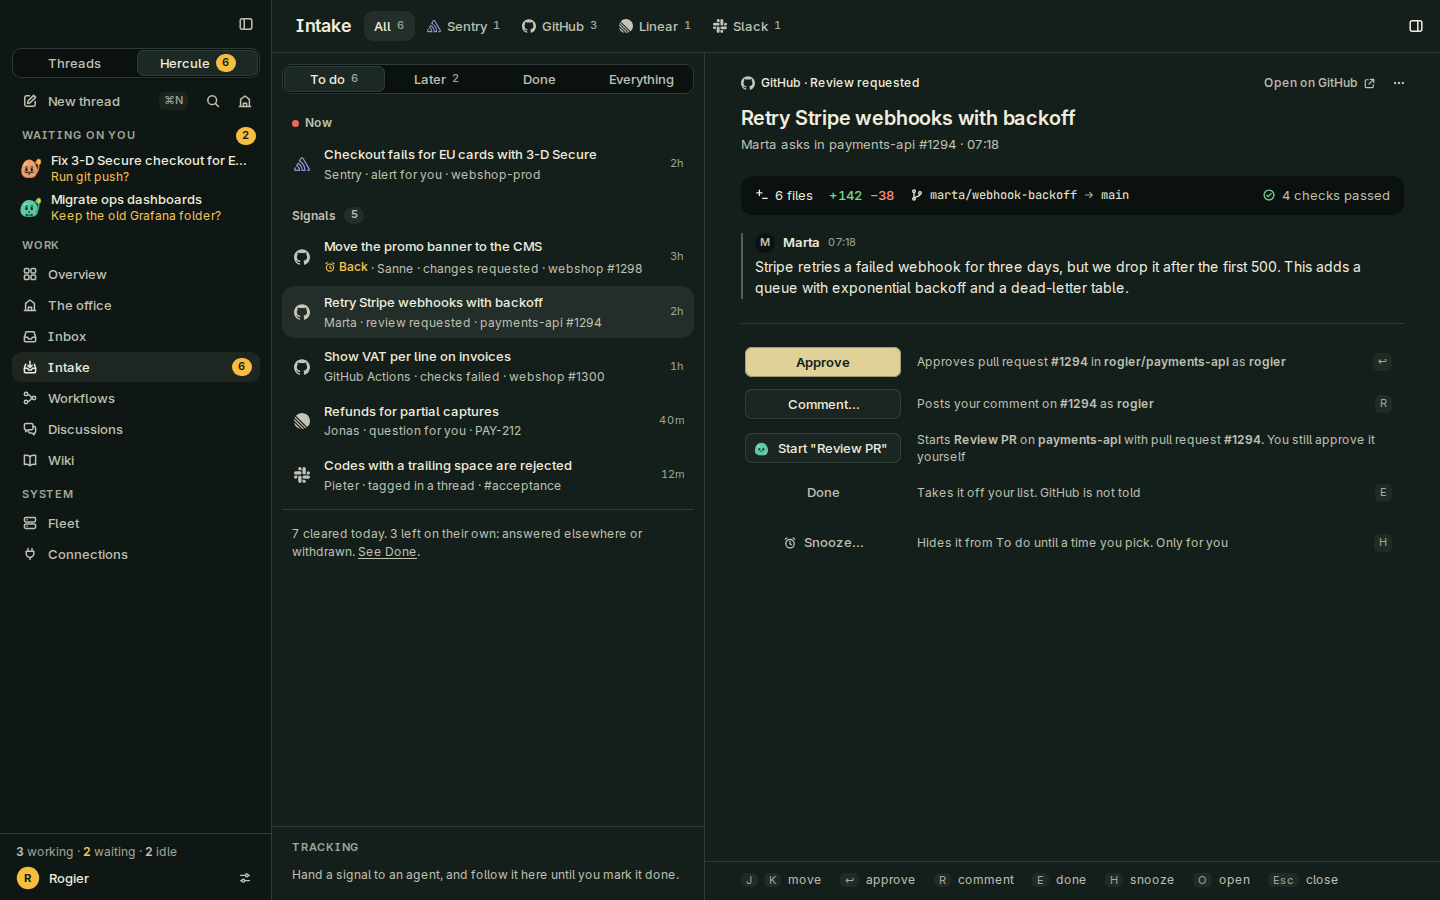 Threads
Hercule 6
New thread ⌘N
WAITING ON YOU 2
Fix 3-D Secure checkout for E...
Run git push?
Migrate ops dashboards
Keep the old Grafana folder?
WORK
Overview
The office
Inbox
Intake 6
Workflows
Discussions
Wiki
SYSTEM
Fleet
Connections
3 working · 2 waiting · 2 idle
R Rogier
Intake All 6 Sentry 1 GitHub 3 Linear 1 Slack 1
To do 6 Later 2 Done Everything
Now
Checkout fails for EU cards with 3-D Secure 2h
Sentry · alert for you · webshop-prod
Signals 5
Move the promo banner to the CMS 3h
Back · Sanne · changes requested · webshop #1298
Retry Stripe webhooks with backoff 2h
Marta · review requested · payments-api #1294
Show VAT per line on invoices 1h
GitHub Actions · checks failed · webshop #1300
Refunds for partial captures 40m
Jonas · question for you · PAY-212
Codes with a trailing space are rejected 12m
Pieter · tagged in a thread · #acceptance
7 cleared today. 3 left on their own: answered elsewhere or
withdrawn. See Done.
TRACKING
Hand a signal to an agent, and follow it here until you mark it done.
GitHub · Review requested Open on GitHub
Retry Stripe webhooks with backoff
Marta asks in payments-api #1294 · 07:18
6 files +142 −38 marta/webhook-backoff → main 4 checks passed
M Marta 07:18
Stripe retries a failed webhook for three days, but we drop it after the first 500. This adds a
queue with exponential backoff and a dead-letter table.
Approve Approves pull request #1294 in rogier/payments-api as rogier ↩
Comment... Posts your comment on #1294 as rogier R
Start "Review PR" Starts Review PR on payments-api with pull request #1294. You still approve it
yourself
Done Takes it off your list. GitHub is not told E
Snooze... Hides it from To do until a time you pick. Only for you H
J K move ↩ approve R comment E done H snooze O open Esc close